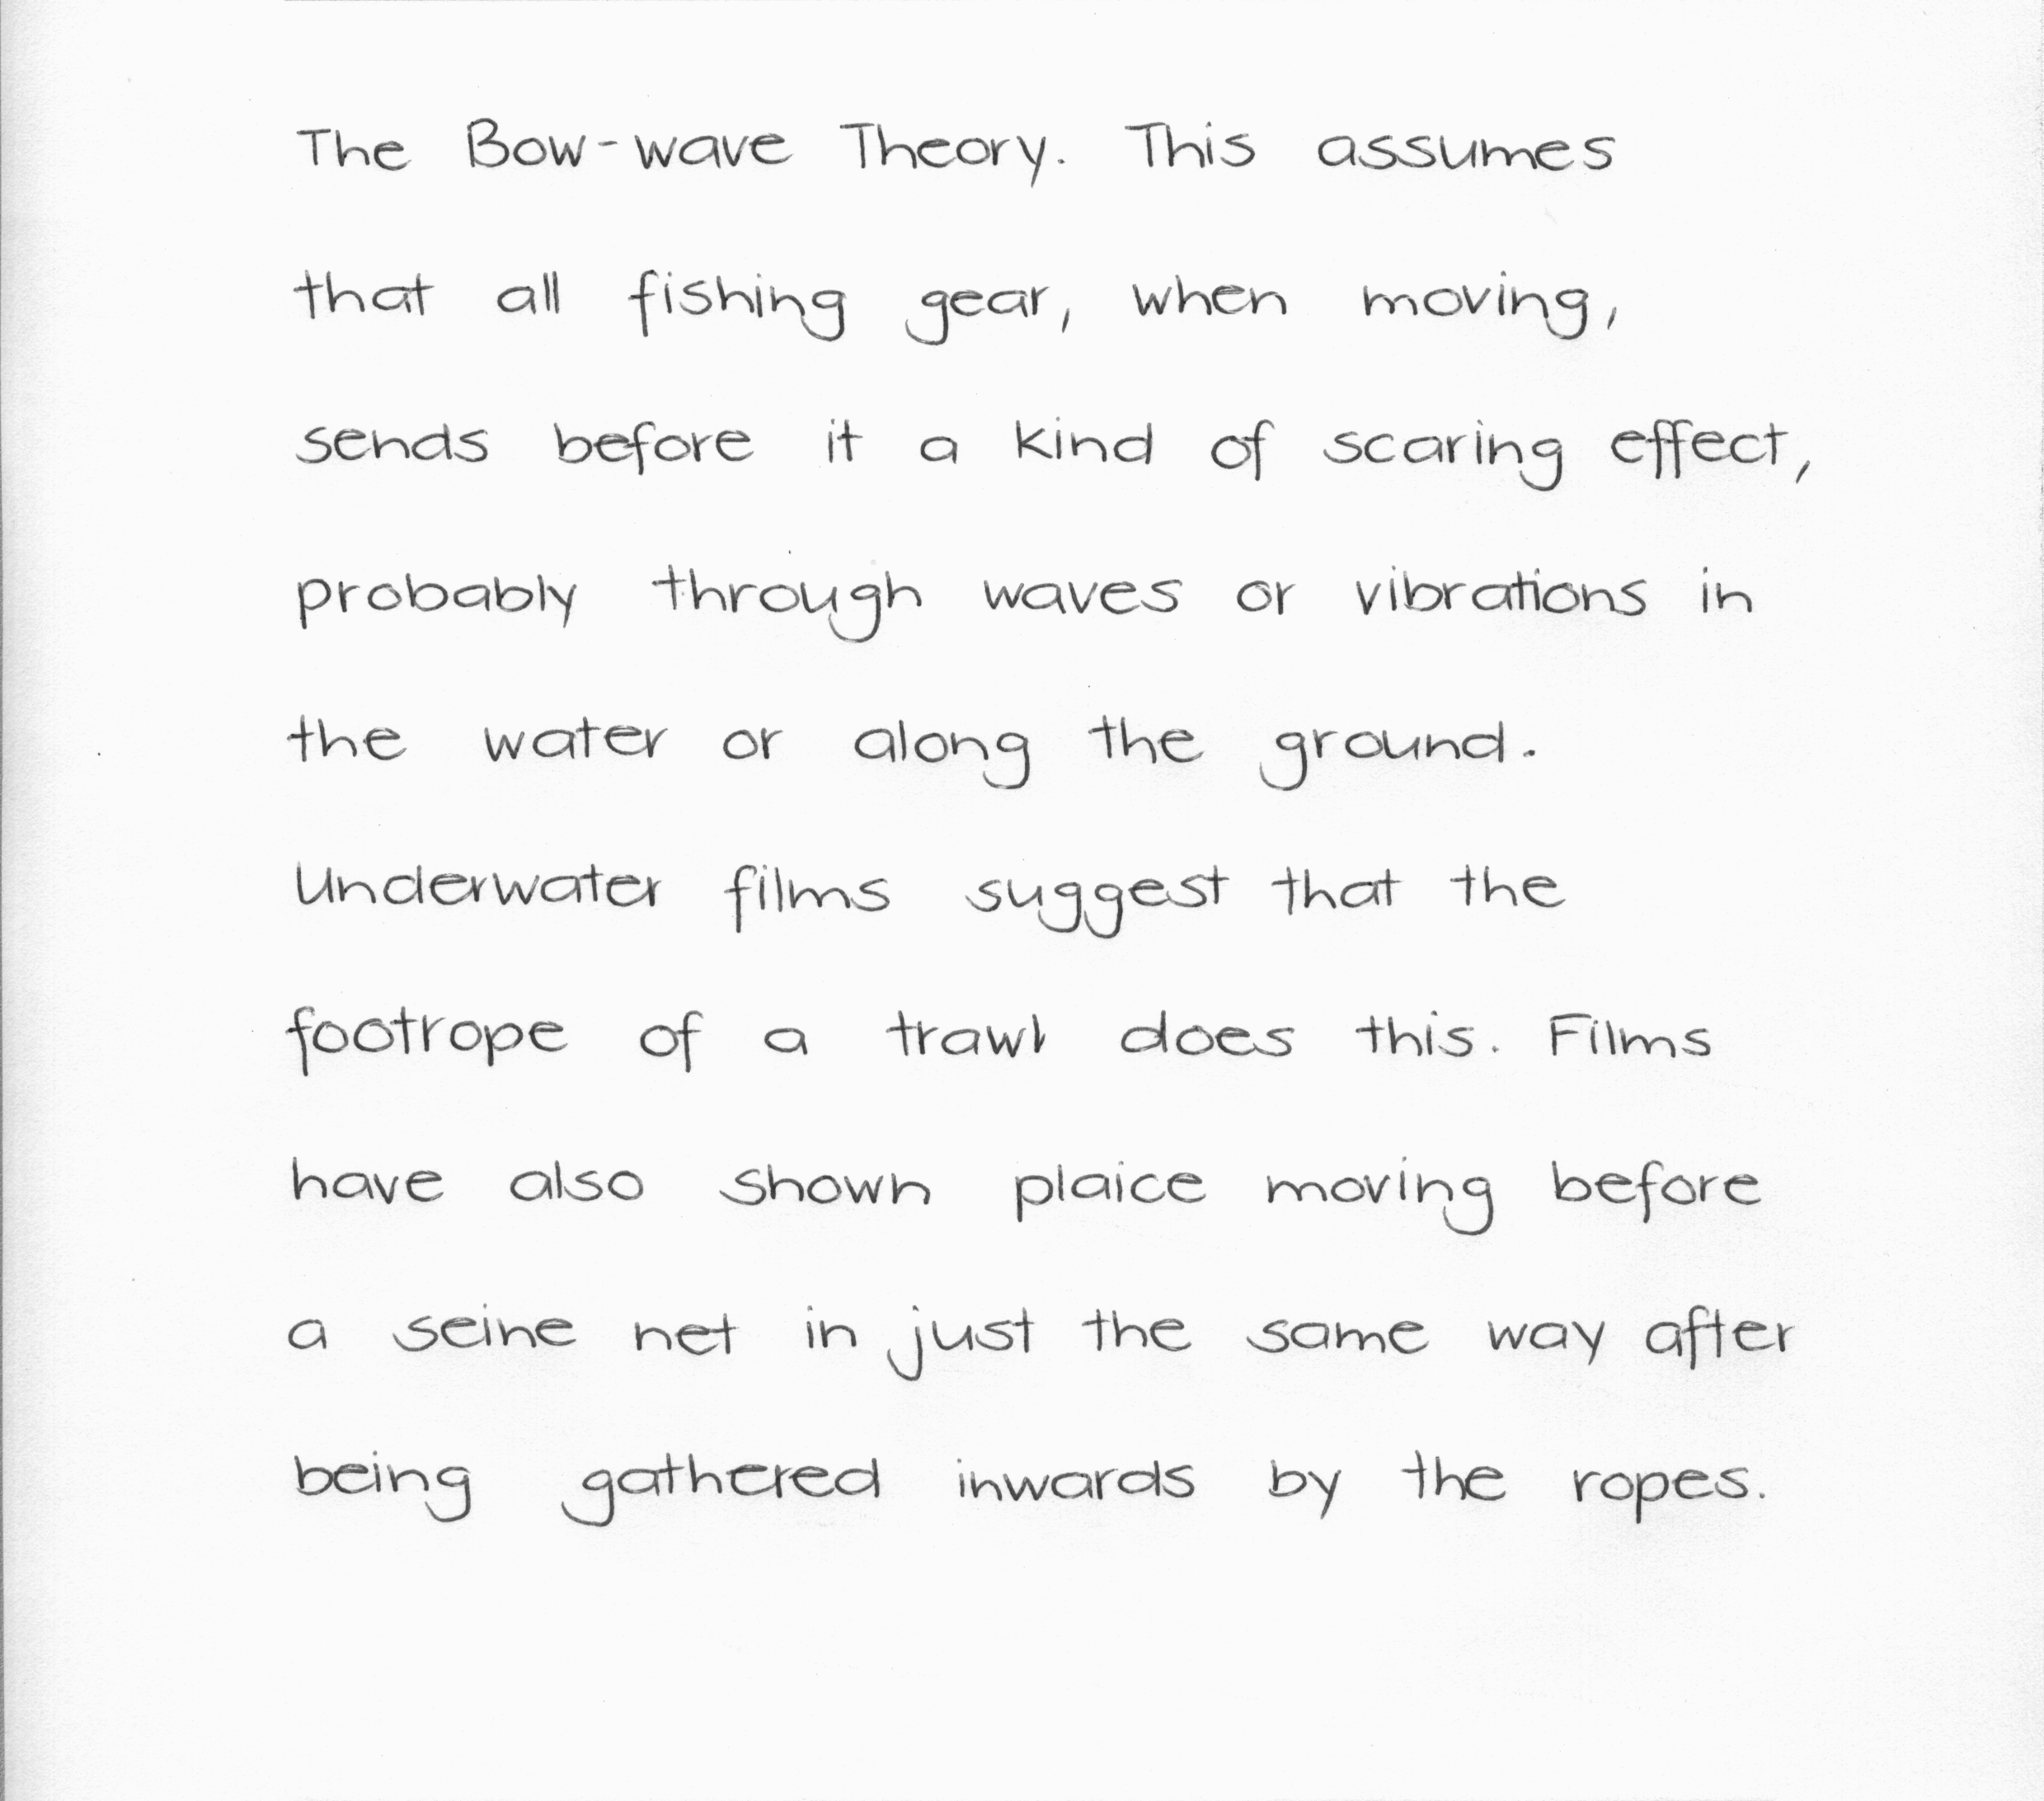 The Bow-wave Theory. This assumes
that all fishing gear, when moving,
sends before it a kind of scaring effect,
probably through waves or vibrations in
the water or along the ground.
Underwater films suggest that the
footrope of a trawl does this. Films
have also shown plaice moving before
a seine net in just the same way after
being gathered inwards by the ropes.